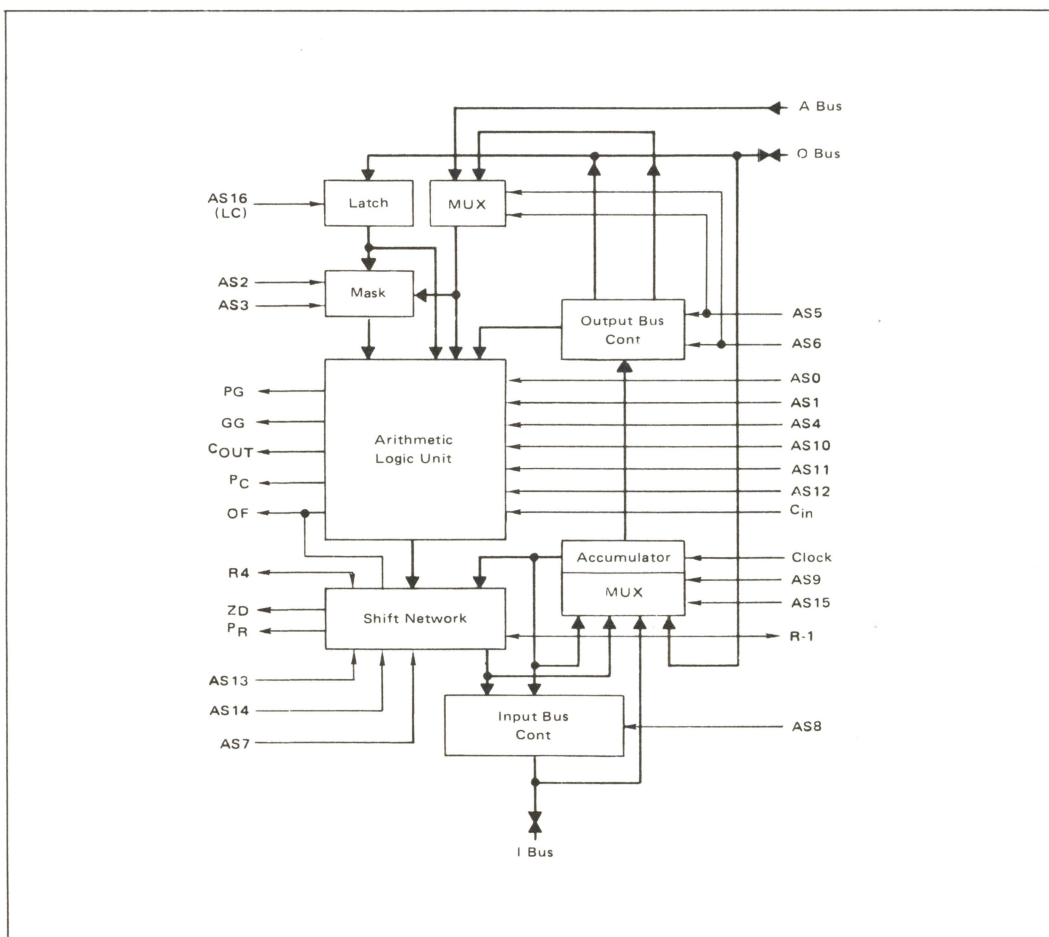 A Bus
O Bus
AS16
(LC)
Latch
MUX
AS2
AS3
Mask
Output Bus
Cont
AS5
AS6
PG
GG
COUT
PC
OF
Arithmetic
Logic Unit
AS0
AS1
AS4
AS10
AS11
AS12
Cin
R4
ZD
PR
Shift Network
Accumulator
MUX
Clock
AS9
AS15
R-1
AS13
AS14
AS7
Input Bus
Cont
AS8
I Bus